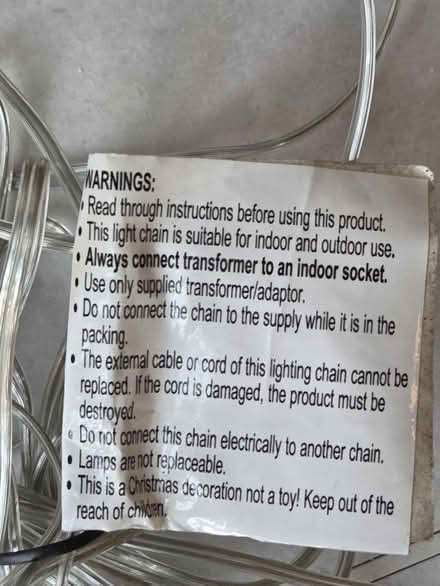 WARNINGS:
• Read through instructions before using this product.
• This light chain is suitable for indoor and outdoor use.
• Always connect transformer to an indoor socket.
• Use only supplied transformer/adaptor.
• Do not connect the chain to the supply while it is in the
packing.
• The external cable or cord of this lighting chain cannot be
replaced. If the cord is damaged, the product must be
destroyed.
• Do not connect this chain electrically to another chain.
• Lamps are not replaceable.
• This is a Christmas decoration not a toy! Keep out of the
reach of children.